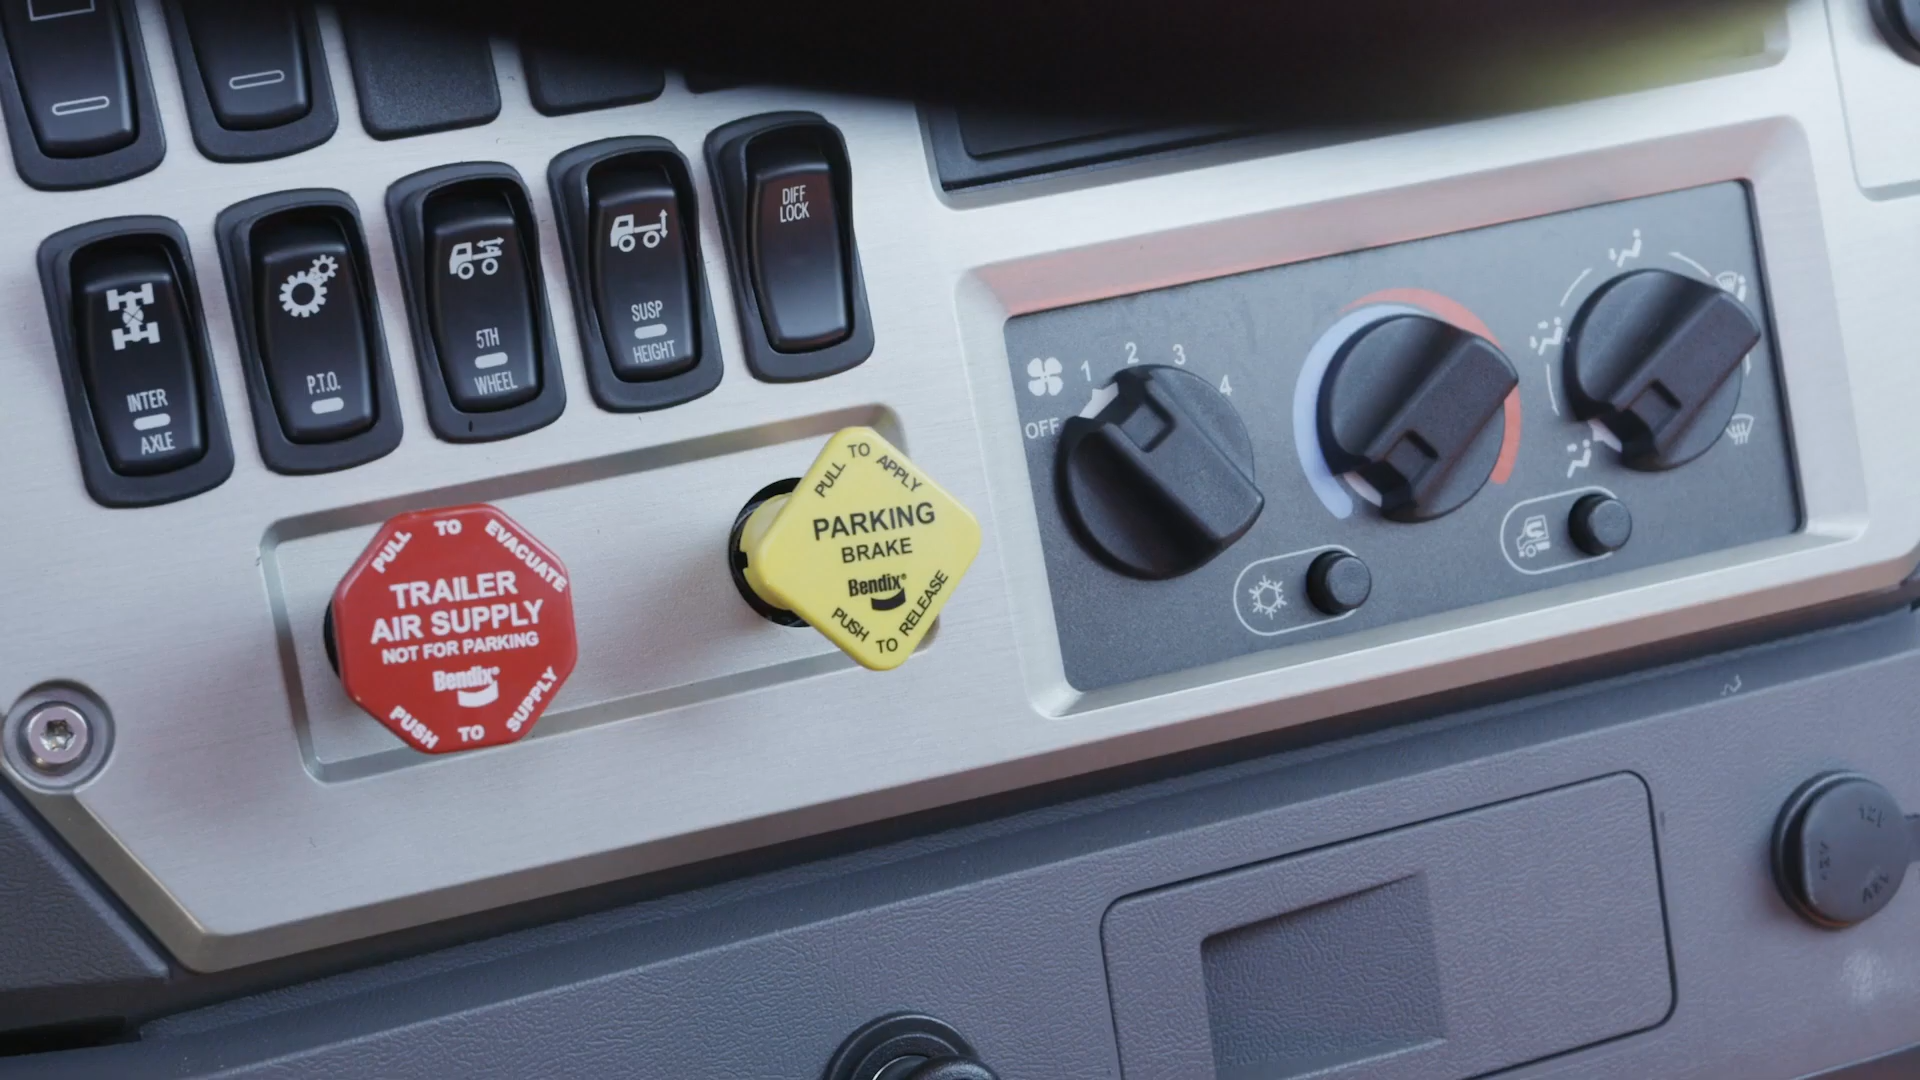 DIFF
LOCK
SUSP
HEIGHT
5TH
WHEEL
P.T.O.
INTER
AXLE
PULL TO EVACUATE
TRAILER
AIR SUPPLY
NOT FOR PARKING
Bendix®
PUSH TO SUPPLY
PULL TO APPLY
PARKING
BRAKE
Bendix®
PUSH TO RELEASE
OFF 1 2 3 4
12V